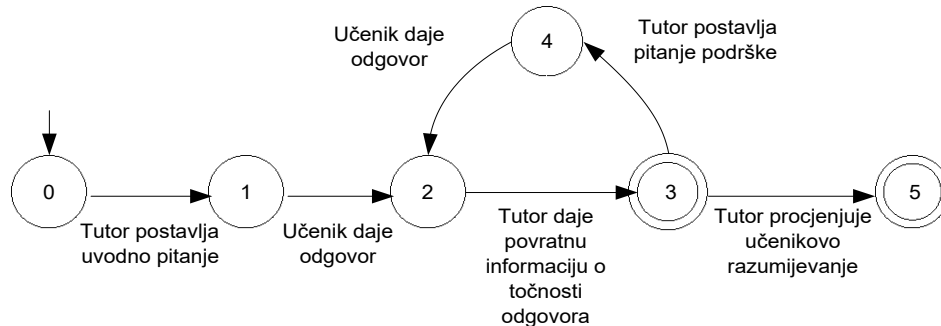 Učenik daje
odgovor
4
Tutor postavlja
pitanje podrške
0
1
2
3
5
Tutor postavlja
uvodno pitanje
Učenik daje
odgovor
Tutor daje
povratnu
informaciju o
točnosti
odgovora
Tutor procjenjuje
učenikovo
razumijevanje